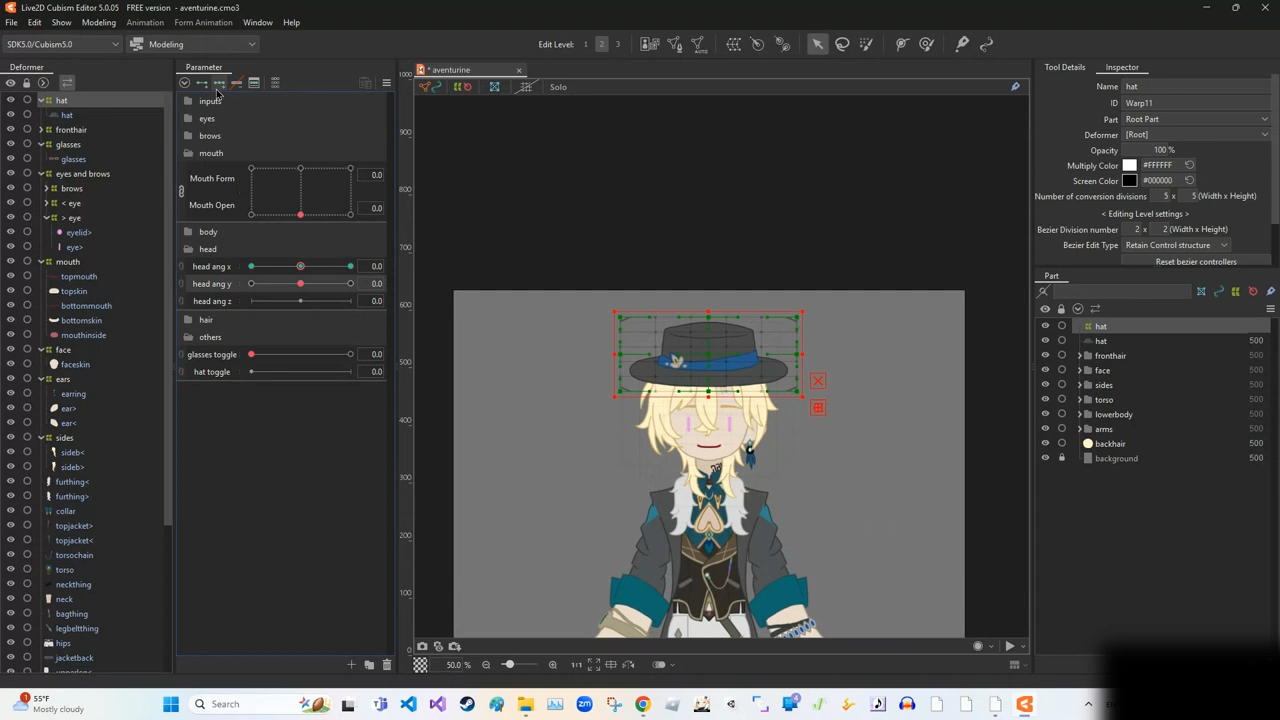 Live2D Cubism Editor 5.0.05 FREE version - aventurine.cmo3
File Edit Show Modeling Animation Form Animation Window Help
SDK5.0/Cubism5.0 Modeling Edit Level: 1 2 3
Deformer
hat
hat
fronthair
glasses
glasses
eyes and brows
brows
< eye
> eye
eyelid>
eye>
mouth
topmouth
topskin
bottommouth
bottomskin
mouthinside
face
faceskin
ears
earring
ear>
ear<
sides
sideb<
sideb>
furthing<
furthing>
collar
topjacket>
topjacket<
torsochain
torso
neckthing
neck
bagthing
legbeltthing
hips
jacketback
Parameter
inputs
eyes
brows
mouth
Mouth Form 0.0
Mouth Open 0.0
body
head
head ang x 0.0
head ang y 0.0
head ang z 0.0
hair
others
glasses toggle 0.0
hat toggle 0.0
* aventurine
Solo
1000
900
800
700
600
500
400
300
200
100
0
50.0 %
1:1
Tool Details Inspector
Name hat
ID Warp11
Part Root Part
Deformer [Root]
Opacity 100 %
Multiply Color #FFFFFF
Screen Color #000000
Number of conversion divisions 5 x 5 (Width x Height)
< Editing Level settings >
Bezier Division number 2 x 2 (Width x Height)
Bezier Edit Type Retain Control structure
Reset bezier controllers
Part
hat
hat 500
fronthair 500
face 500
sides 500
torso 500
lowerbody 500
arms 500
backhair 500
background 500
55°F
Mostly cloudy
Search